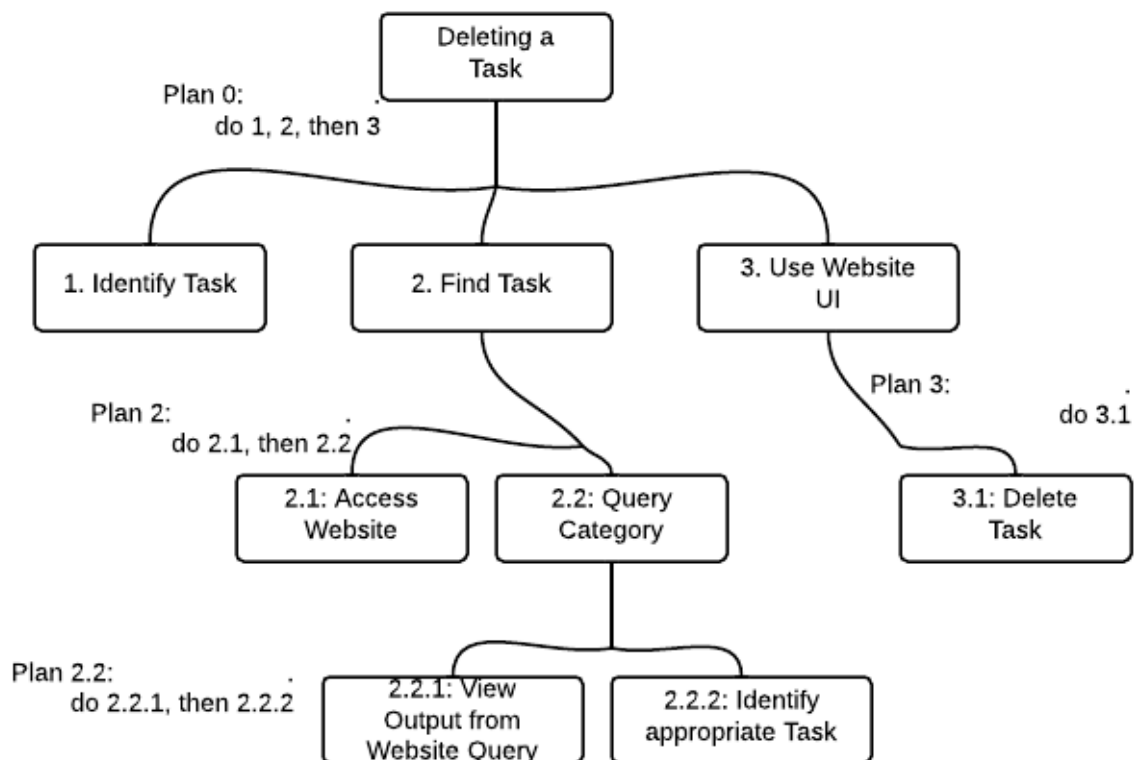 Deleting a
Task
Plan 0: .
do 1, 2, then 3
1. Identify Task
2. Find Task
3. Use Website
UI
Plan 3: .
do 3.1
Plan 2: .
do 2.1, then 2.2
2.1: Access
Website
2.2: Query
Category
3.1: Delete
Task
Plan 2.2: .
do 2.2.1, then 2.2.2
2.2.1: View
Output from
Website Query
2.2.2: Identify
appropriate Task